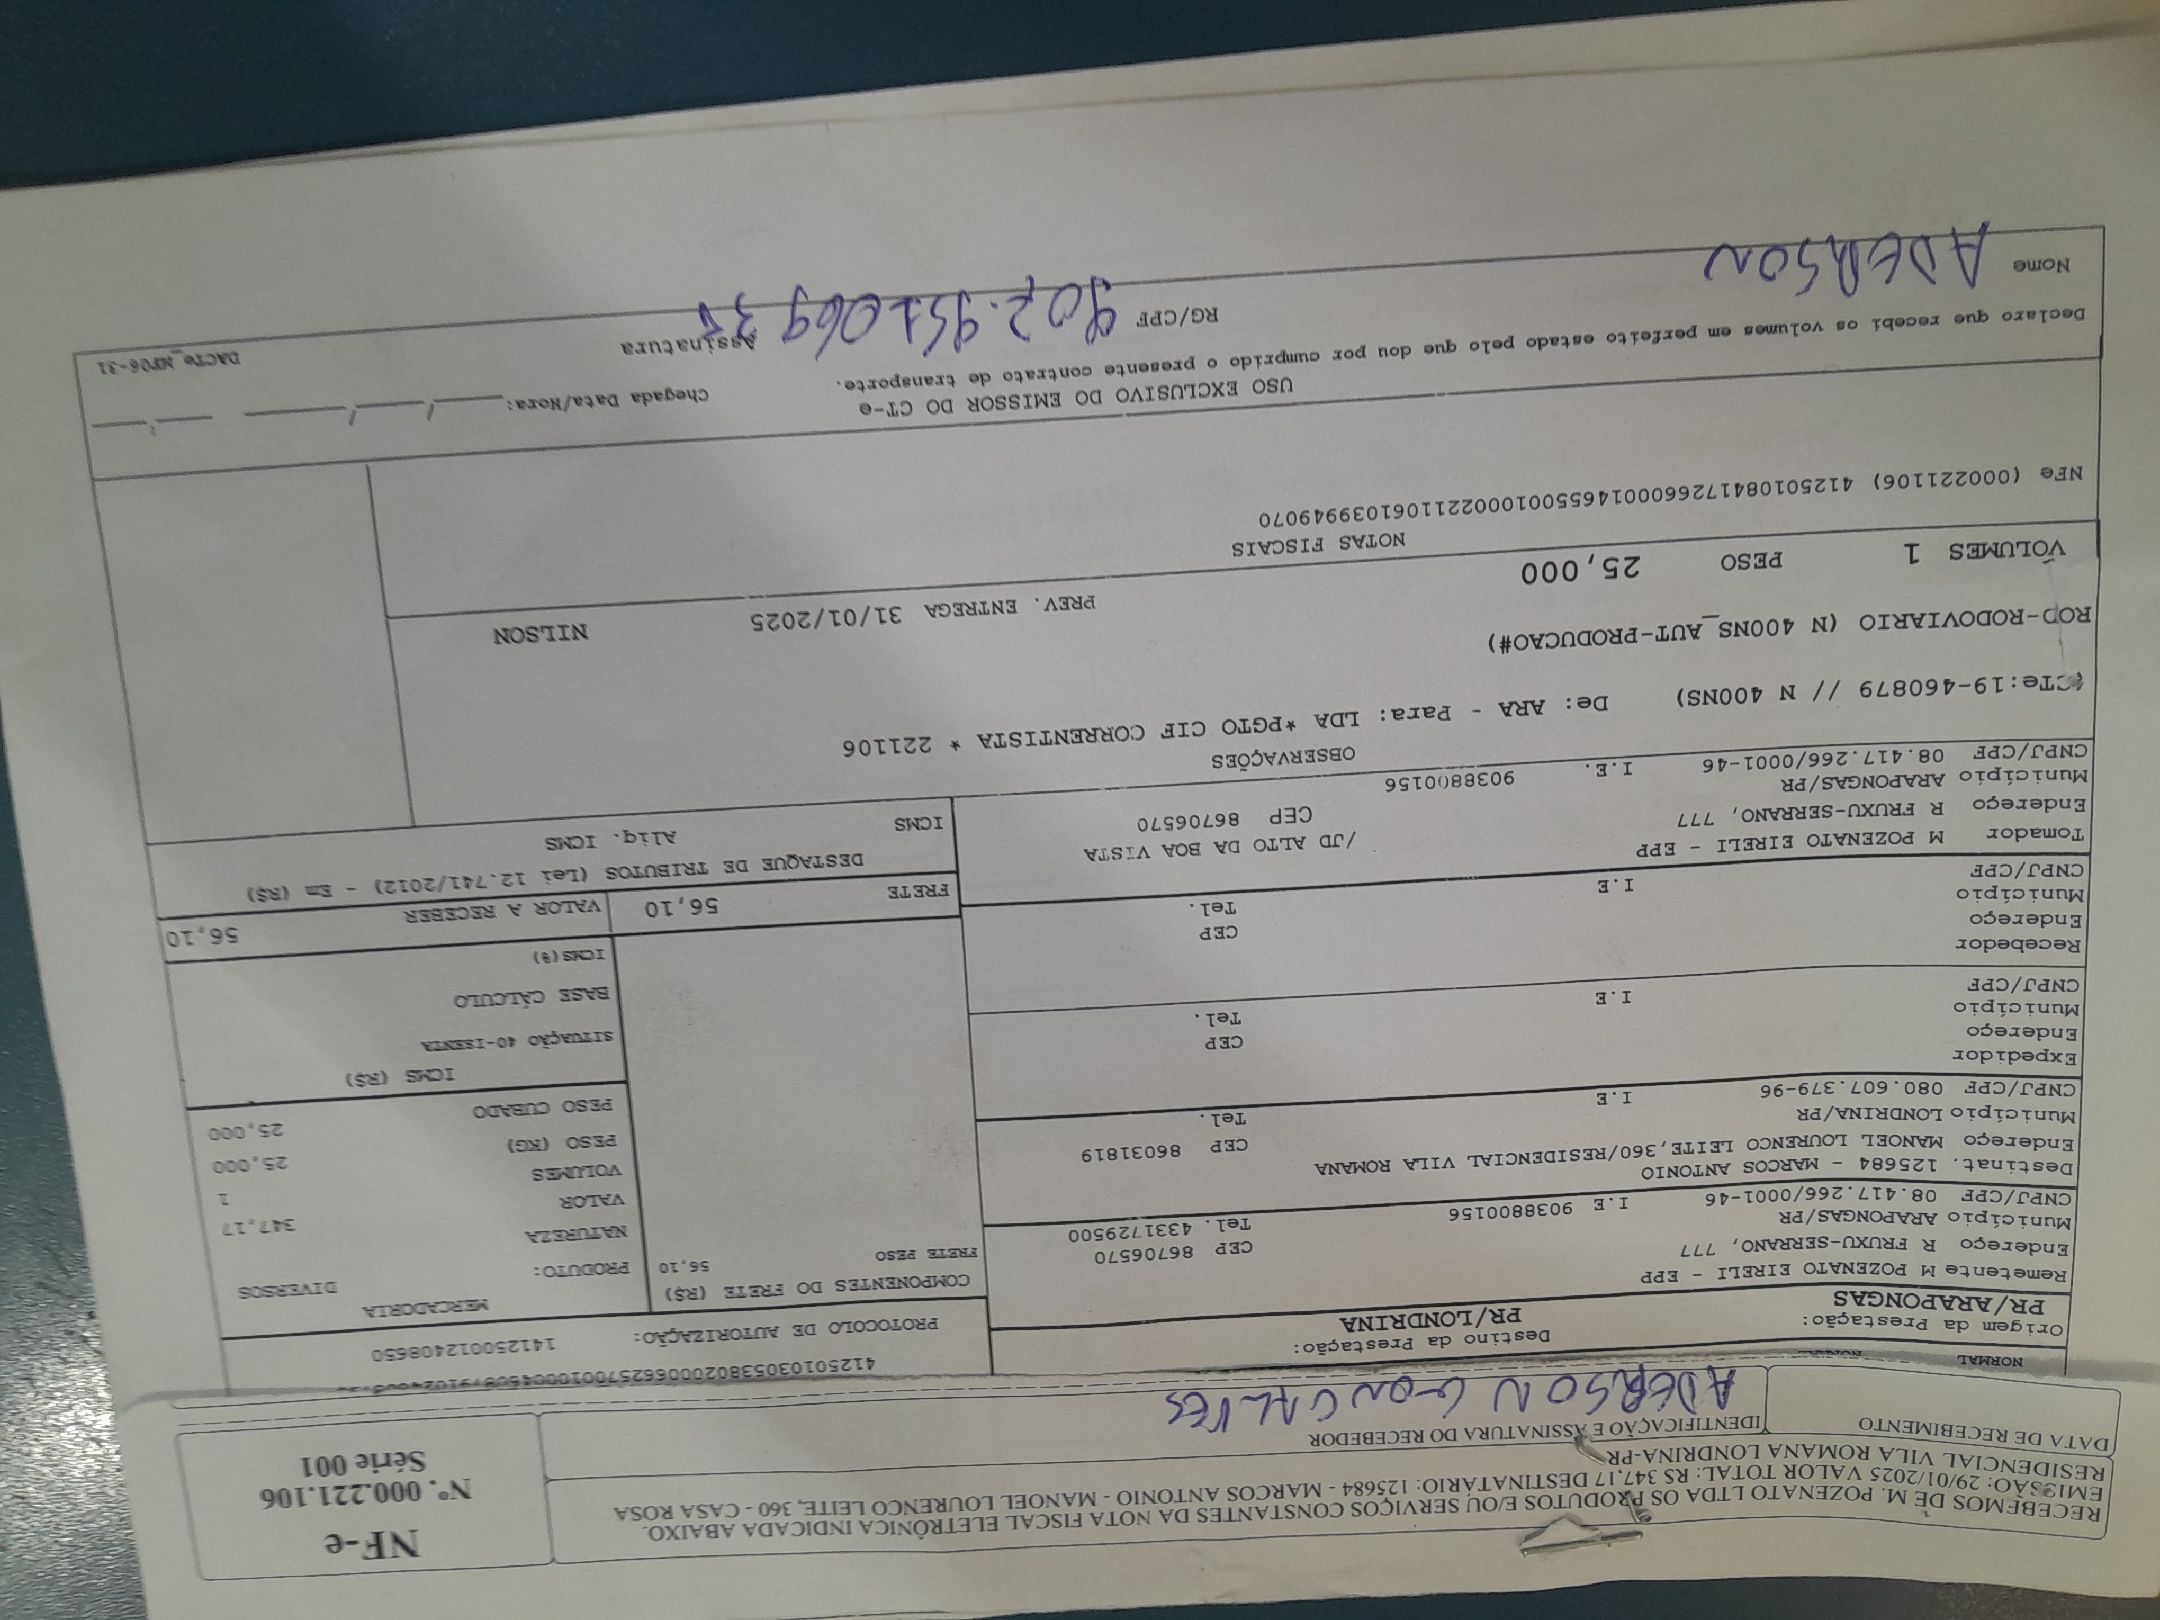 RECEBEMOS DE M. POZENATO LTDA OS PRODUTOS E/OU SERVIÇOS CONSTANTES DA NOTA FISCAL ELETRÔNICA INDICADA ABAIXO.
EMISSÃO: 29/01/2025 VALOR TOTAL: R$ 347,17 DESTINATÁRIO: 125684 - MARCOS ANTONIO - MANOEL LOURENCO LEITE, 360 - CASA ROSA
RESIDENCIAL VILA ROMANA LONDRINA-PR
DATA DE RECEBIMENTO
IDENTIFICAÇÃO E ASSINATURA DO RECEBEDOR
ADERSON GONCALVES
NF-e
Nº. 000.221.106
Série 001
NORMAL
Origem da Prestação:
PR/ARAPONGAS
Destino da Prestação:
PR/LONDRINA
PROTOCOLO DE AUTORIZAÇÃO:
141250012408650
Remetente M POZENATO EIRELI - EPP
Endereço R FRUXU-SERRANO, 777
CEP 86706570
Município ARAPONGAS/PR
Tel. 4331729500
CNPJ/CPF 08.417.266/0001-46
I.E 9038800156
Destinat. 125684 - MARCOS ANTONIO
Endereço MANOEL LOURENCO LEITE,360/RESIDENCIAL VILA ROMANA
CEP 86031819
Município LONDRINA/PR
Tel.
CNPJ/CPF 080.607.379-96
I.E
Expedidor
Endereço
CEP
Município
Tel.
CNPJ/CPF
I.E
Recebedor
Endereço
CEP
Município
Tel.
CNPJ/CPF
I.E
Tomador M POZENATO EIRELI - EPP
Endereço R FRUXU-SERRANO, 777
/JD ALTO DA BOA VISTA
Município ARAPONGAS/PR
CEP 86706570
CNPJ/CPF 08.417.266/0001-46
I.E. 9038800156
COMPONENTES DO FRETE (R$)
FRETE PESO 56,10
MERCADORIA
PRODUTO: DIVERSOS
NATUREZA
VALOR 347,17
VOLUMES 1
PESO (KG) 25,000
PESO CUBADO 25,000
ICMS (R$)
SITUAÇÃO 40-ISENTA
BASE CÁLCULO
ICMS(%)
FRETE 56,10
VALOR A RECEBER 56,10
DESTAQUE DE TRIBUTOS (Lei 12.741/2012) - Em (R$)
ICMS
Aliq. ICMS
OBSERVAÇÕES
CTe:19-460879 // N 400NS) De: ARA - Para: LDA *PGTO CIF CORRENTISTA * 221106
ROD-RODOVIARIO (N 400NS_AUT-PRODUCAO#)
PREV. ENTREGA 31/01/2025
NILSON
VOLUMES 1 PESO 25,000
NOTAS FISCAIS
NFe (000221106) 41250108417266000146550010002211061039949070
USO EXCLUSIVO DO EMISSOR DO CT-e
Declaro que recebi os volumes em perfeito estado pelo que dou por cumprido o presente contrato de transporte.
Chegada Data/Hora: ____/____/____ ___:___
Nome ADERSON
RG/CPF 902.951069
Assinatura
DACTe_NF06-31